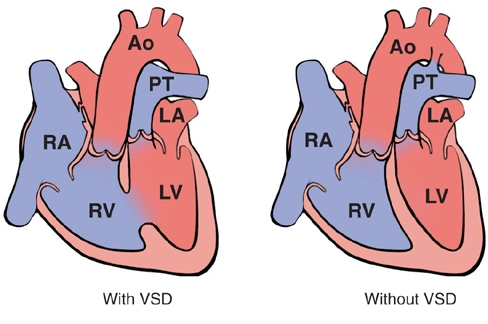 Ao
PT
LA
RA
LV
RV
With VSD
Ao
PT
LA
RA
LV
RV
Without VSD